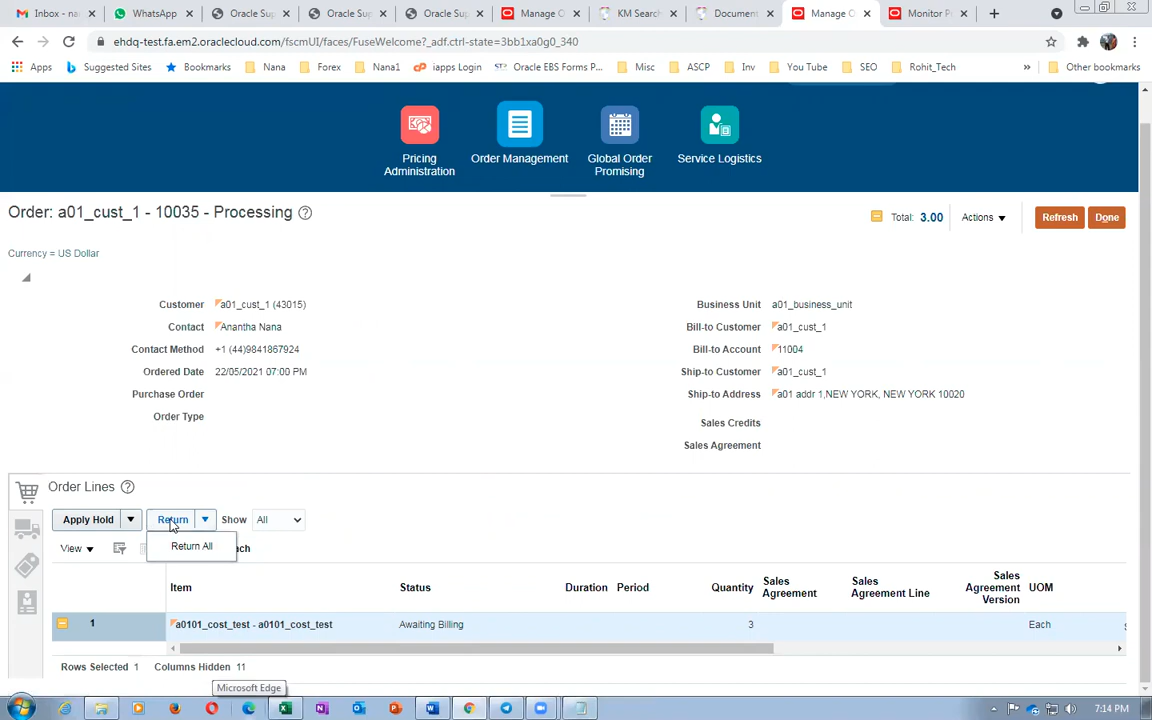 Inbox - nan
WhatsApp
Oracle Sup
Oracle Sup
Oracle Sup
Manage O
KM Search
Document
Manage O
Monitor P
ehdq-test.fa.em2.oraclecloud.com/fscmUI/faces/FuseWelcome?_adf.ctrl-state=3bb1xa0g0_340
Apps
Suggested Sites
Bookmarks
Nana
Forex
Nana1
iapps Login
Oracle EBS Forms P...
Misc
ASCP
Inv
You Tube
SEO
Rohit_Tech
Other bookmarks
Pricing Administration
Order Management
Global Order Promising
Service Logistics
Order: a01_cust_1 - 10035 - Processing
Total: 3.00
Actions
Refresh
Done
Currency = US Dollar
Customer a01_cust_1 (43015)
Contact Anantha Nana
Contact Method +1 (44)9841867924
Ordered Date 22/05/2021 07:00 PM
Purchase Order
Order Type
Business Unit a01_business_unit
Bill-to Customer a01_cust_1
Bill-to Account 11004
Ship-to Customer a01_cust_1
Ship-to Address a01 addr 1,NEW YORK, NEW YORK 10020
Sales Credits
Sales Agreement
Order Lines
Apply Hold
Return
Show All
Return All
View
Item
Status
Duration
Period
Quantity
Sales Agreement
Sales Agreement Line
Sales Agreement Version
UOM
1 a0101_cost_test - a0101_cost_test Awaiting Billing 3 Each
Rows Selected 1 Columns Hidden 11
Microsoft Edge
7:14 PM